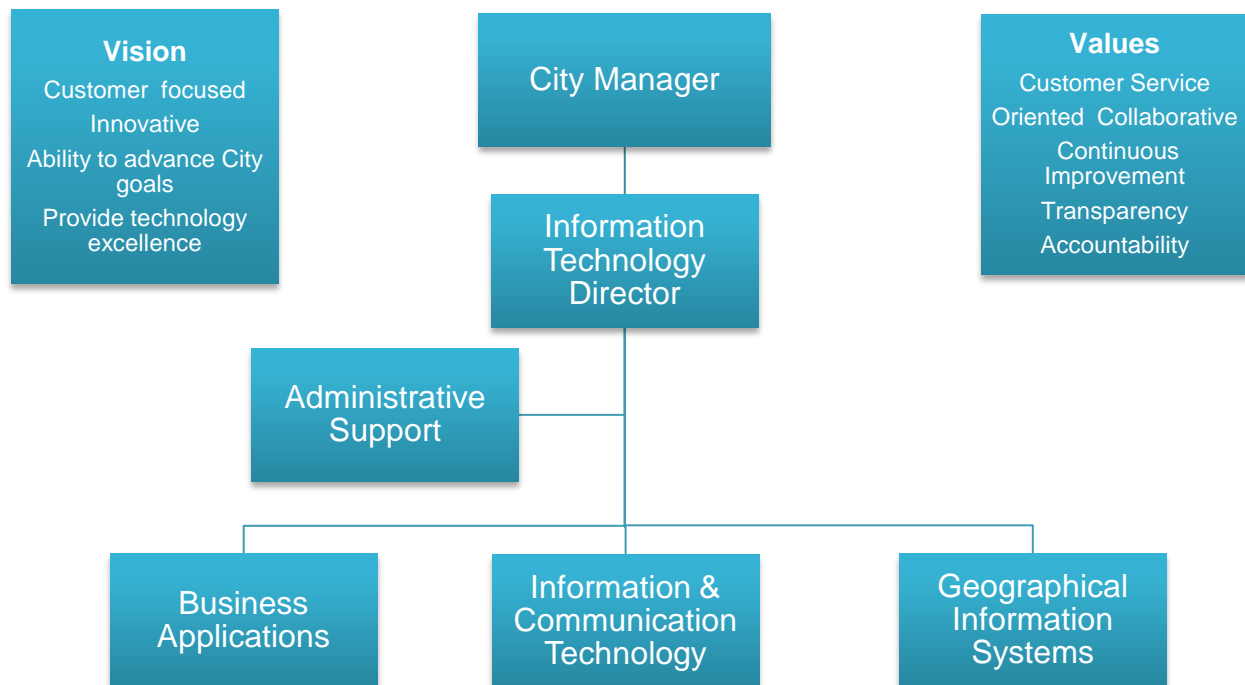 Vision
Customer focused
Innovative
Ability to advance City
goals
Provide technology
excellence
City Manager
Values
Customer Service
Oriented Collaborative
Continuous
Improvement
Transparency
Accountability
Information
Technology
Director
Administrative
Support
Business
Applications
Information &
Communication
Technology
Geographical
Information
Systems